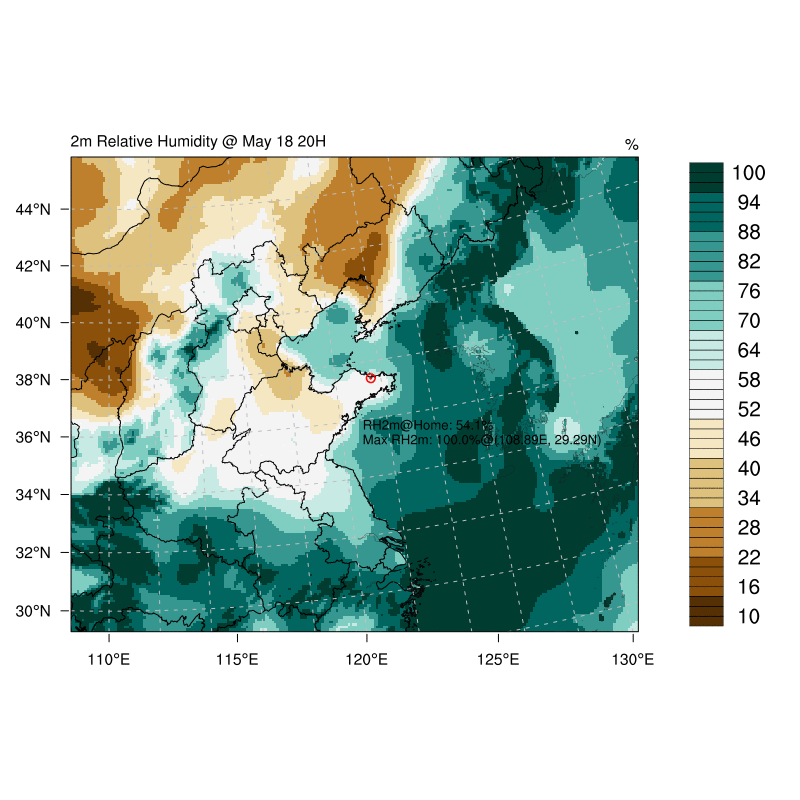 2m Relative Humidity @ May 18 20H
%
100
94
88
82
76
70
64
58
52
46
40
34
28
22
16
10
44°N
42°N
40°N
38°N
36°N
34°N
32°N
30°N
RH2m@Home: 54.1%
Max RH2m: 100.0%@(108.89E, 29.29N)
110°E
115°E
120°E
125°E
130°E